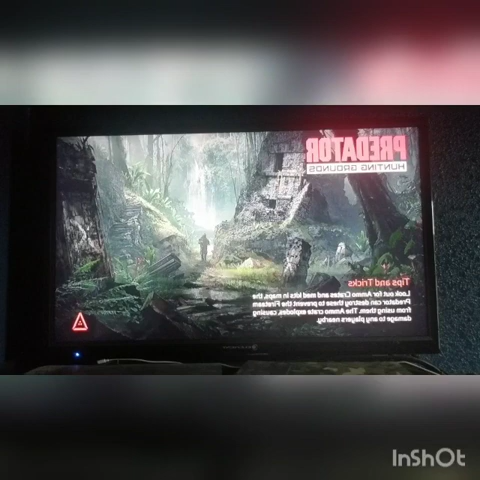 PREDATOR
HUNTING GROUNDS
Tips and Tricks
Look out for Ammo Crates and med kits in maps, the
Predator can destroy these to prevent the Fireteam
from using them. The Ammo crate explodes, causing
damage to any players nearby.
InShOt